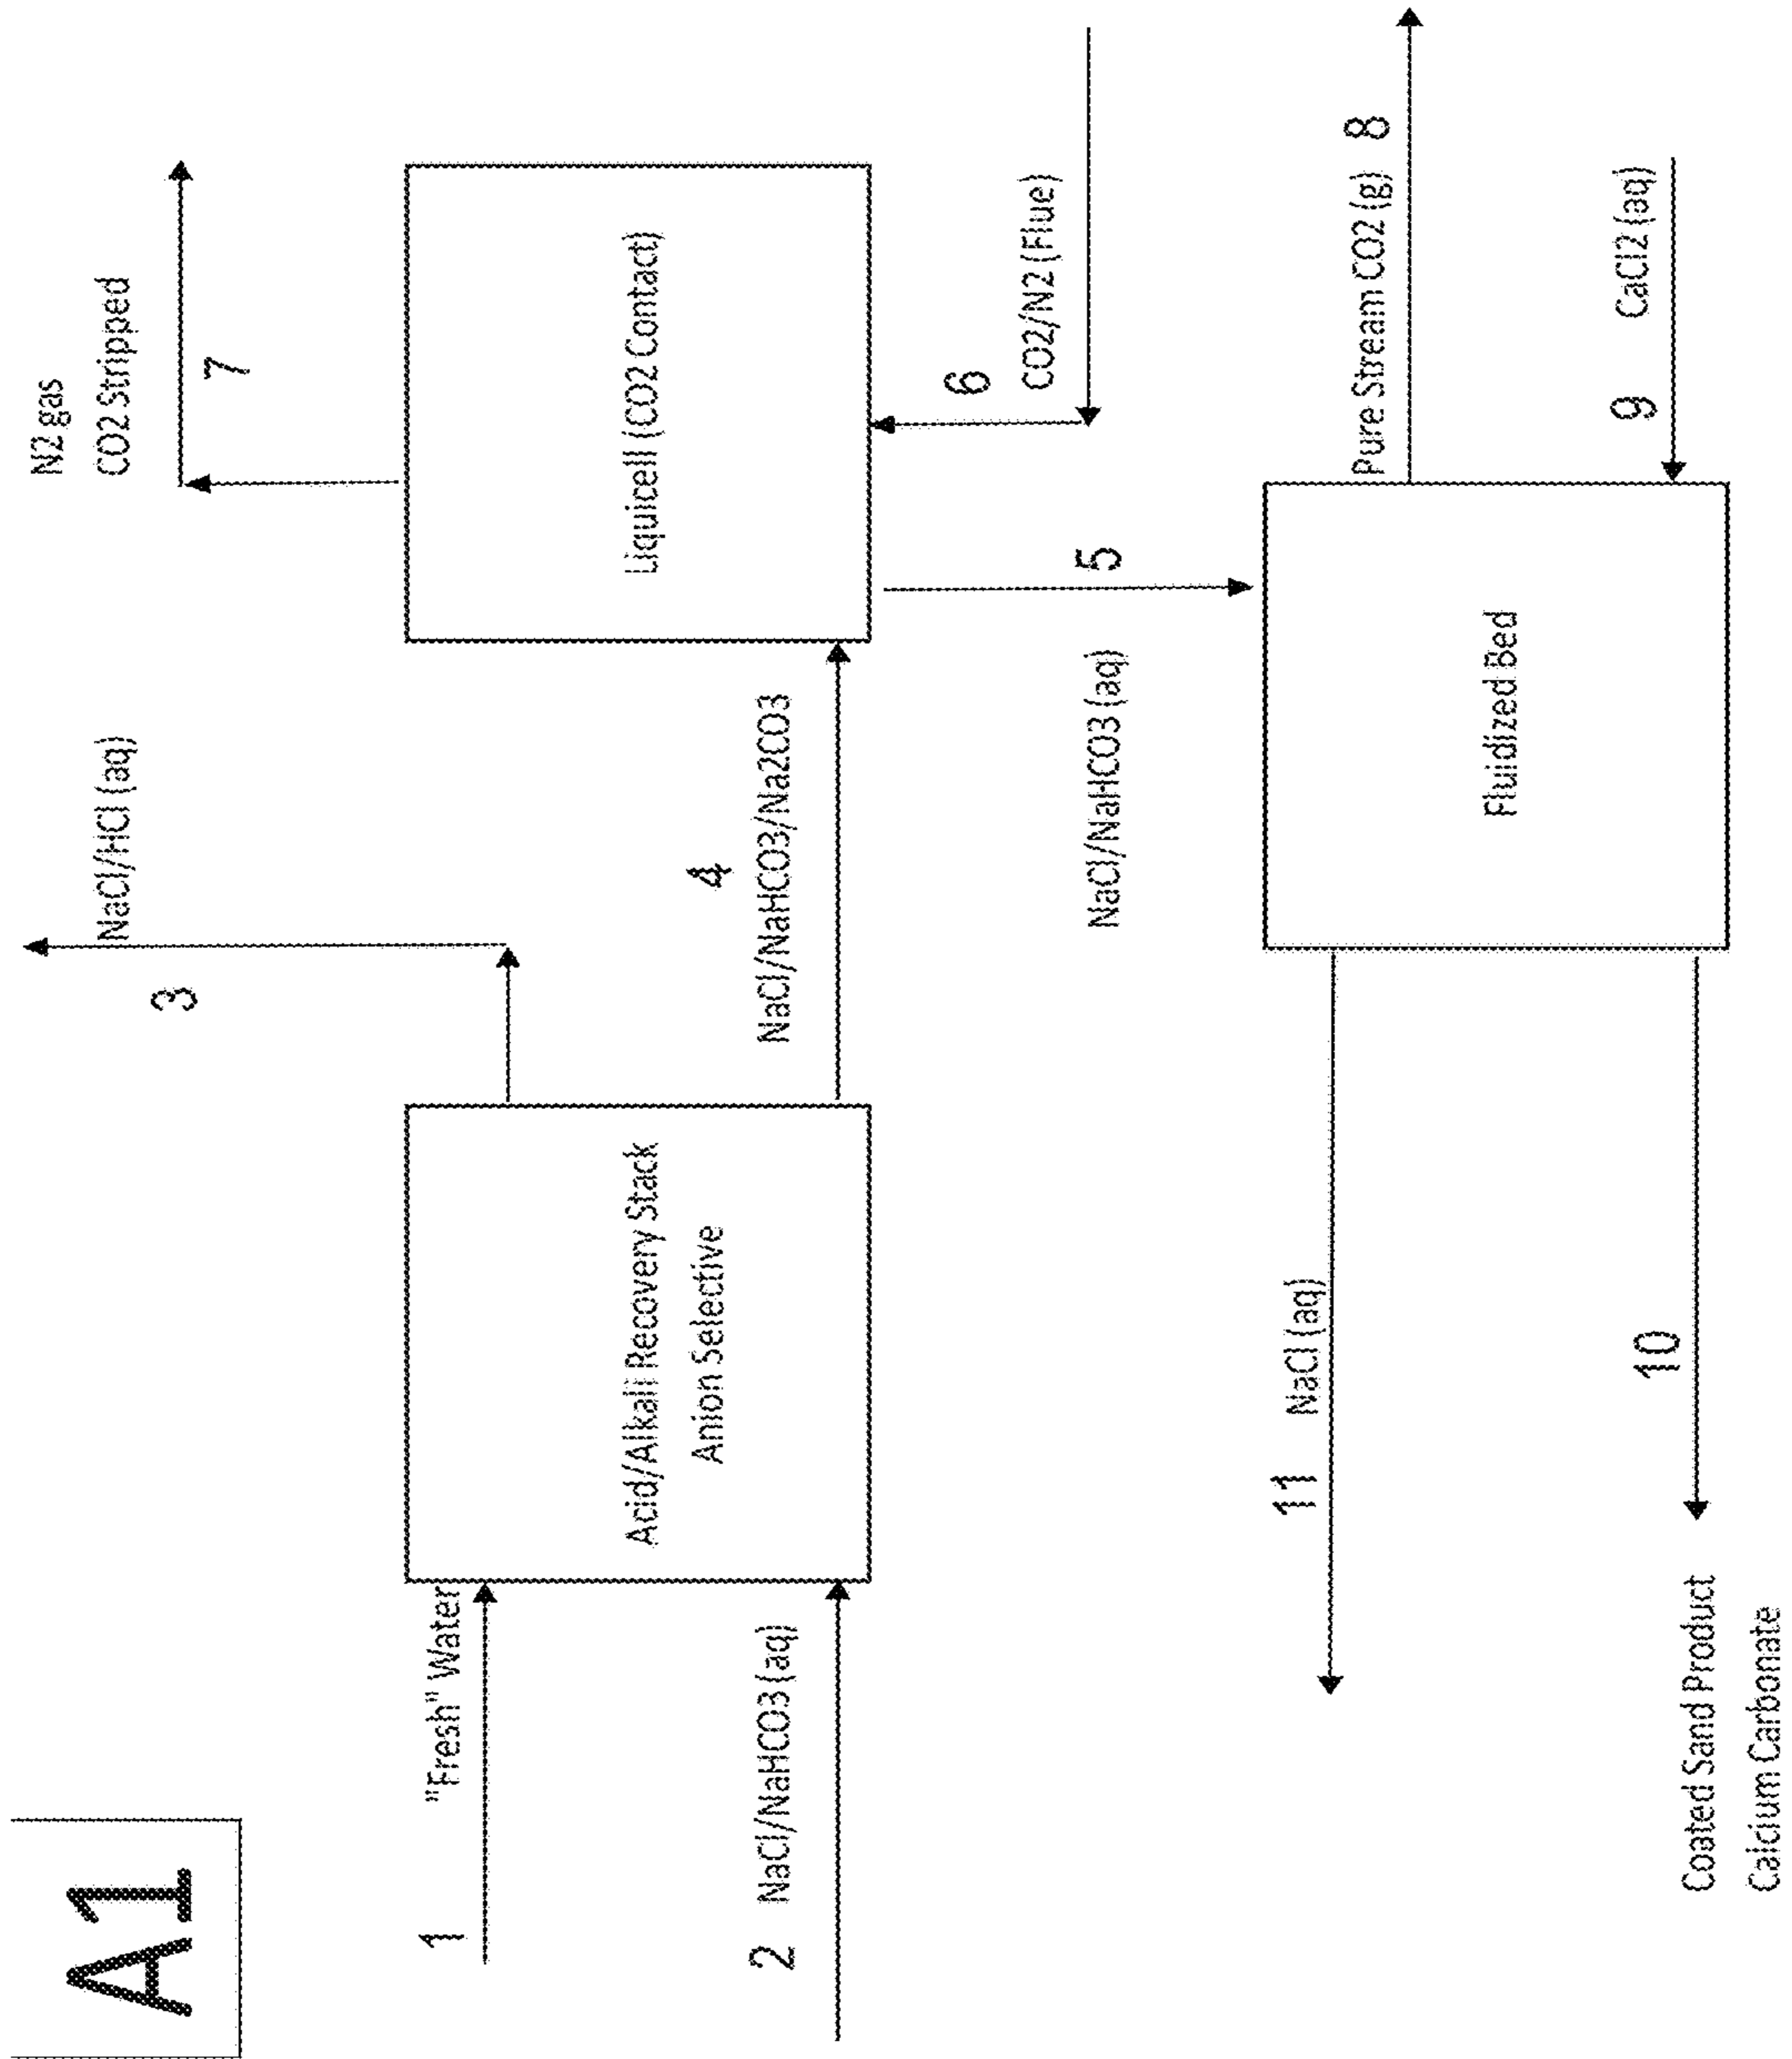 A1
1
"Fresh" Water
2
NaCl/NaHCO3 (aq)
Acid/Alkali Recovery Stack
Anion Selective
3
NaCl/HCl (aq)
4
NaCl/NaHCO3/Na2CO3
N2 gas
CO2 Stripped
7
Liquicell (CO2 Contact)
6
CO2/N2 (Flue)
5
NaCl/NaHCO3 (aq)
Fluidized Bed
Pure Stream CO2 (g)
8
9
CaCl2 (aq)
11
NaCl (aq)
10
Coated Sand Product
Calcium Carbonate